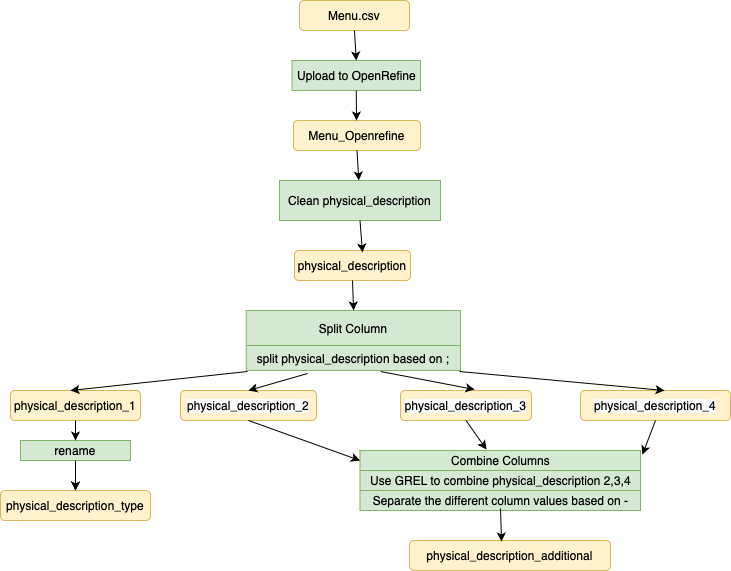 Menu.csv
Upload to OpenRefine
Menu_Openrefine
Clean physical_description
physical_description
Split Column
split physical_description based on ;
physical_description_1
physical_description_2
physical_description_3
physical_description_4
rename
Combine Columns
Use GREL to combine physical_description 2,3,4
Separate the different column values based on -
physical_description_type
physical_description_additional